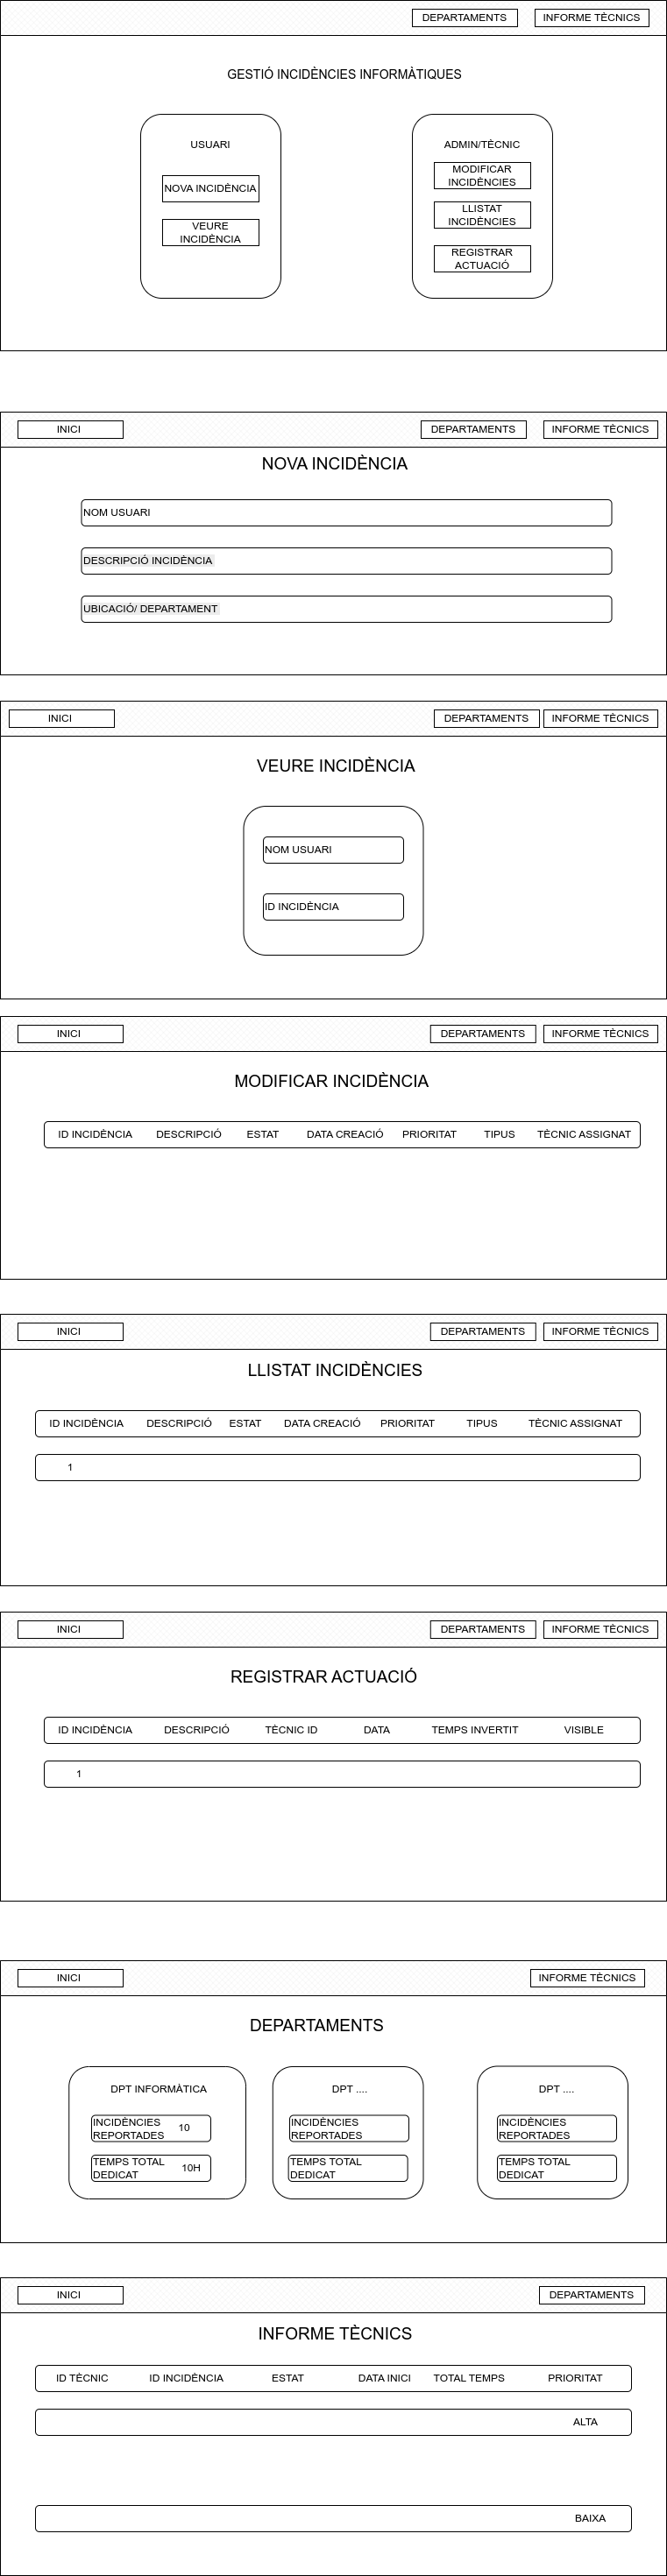 DEPARTAMENTS INFORME TÈCNICS
GESTIÓ INCIDÈNCIES INFORMÀTIQUES
USUARI
NOVA INCIDÈNCIA
VEURE
INCIDÈNCIA
ADMIN/TÈCNIC
MODIFICAR
INCIDÈNCIES
LLISTAT
INCIDÈNCIES
REGISTRAR
ACTUACIÓ
INICI DEPARTAMENTS INFORME TÈCNICS
NOVA INCIDÈNCIA
NOM USUARI
DESCRIPCIÓ INCIDÈNCIA
UBICACIÓ/ DEPARTAMENT
INICI DEPARTAMENTS INFORME TÈCNICS
VEURE INCIDÈNCIA
NOM USUARI
ID INCIDÈNCIA
INICI DEPARTAMENTS INFORME TÈCNICS
MODIFICAR INCIDÈNCIA
ID INCIDÈNCIA DESCRIPCIÓ ESTAT DATA CREACIÓ PRIORITAT TIPUS TÈCNIC ASSIGNAT
INICI DEPARTAMENTS INFORME TÈCNICS
LLISTAT INCIDÈNCIES
ID INCIDÈNCIA DESCRIPCIÓ ESTAT DATA CREACIÓ PRIORITAT TIPUS TÈCNIC ASSIGNAT
1
INICI DEPARTAMENTS INFORME TÈCNICS
REGISTRAR ACTUACIÓ
ID INCIDÈNCIA DESCRIPCIÓ TÈCNIC ID DATA TEMPS INVERTIT VISIBLE
1
INICI INFORME TÈCNICS
DEPARTAMENTS
DPT INFORMÀTICA
INCIDÈNCIES
REPORTADES 10
TEMPS TOTAL
DEDICAT 10H
DPT ....
INCIDÈNCIES
REPORTADES
TEMPS TOTAL
DEDICAT
DPT ....
INCIDÈNCIES
REPORTADES
TEMPS TOTAL
DEDICAT
INICI DEPARTAMENTS
INFORME TÈCNICS
ID TÈCNIC ID INCIDÈNCIA ESTAT DATA INICI TOTAL TEMPS PRIORITAT
ALTA
BAIXA